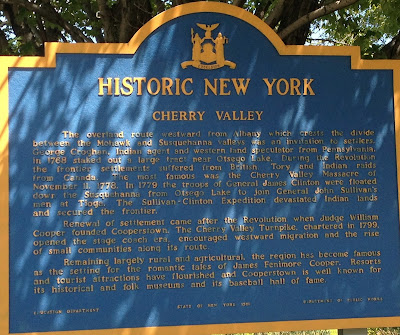 HISTORIC NEW YORK
CHERRY VALLEY
The overland route westward from Albany which crests the divide
between the Mohawk and Susquehanna valleys was an invitation to settlers.
George Croghan, Indian agent and western land speculator from Pennsylvania,
in 1768 staked out a large tract near Otsego Lake. During the Revolution
the frontier settlement suffered from British, Tory and Indian raids
from Canada. The most famous was the Cherry Valley Massacre of
November 11, 1778. In 1779 the troops of General James Clinton were floated
down the Susquehanna from Otsego Lake to join General John Sullivan's
men at Tioga. The Sullivan-Clinton Expedition devastated Indian lands
and secured the frontier.
Renewal of settlement came after the Revolution when Judge William
Cooper founded Cooperstown. The Cherry Valley Turnpike, chartered in 1799,
opened the stage coach era, encouraged westward migration and the rise
of small communities along its route.
Remaining largely rural and agricultural, the region has become famous
as the setting for the romantic tales of James Fenimore Cooper. Resorts
and tourist attractions have flourished and Cooperstown is well known for
its historical and folk museums and its baseball hall of fame.
EDUCATION DEPARTMENT
STATE OF NEW YORK
DEPARTMENT OF PUBLIC WORKS